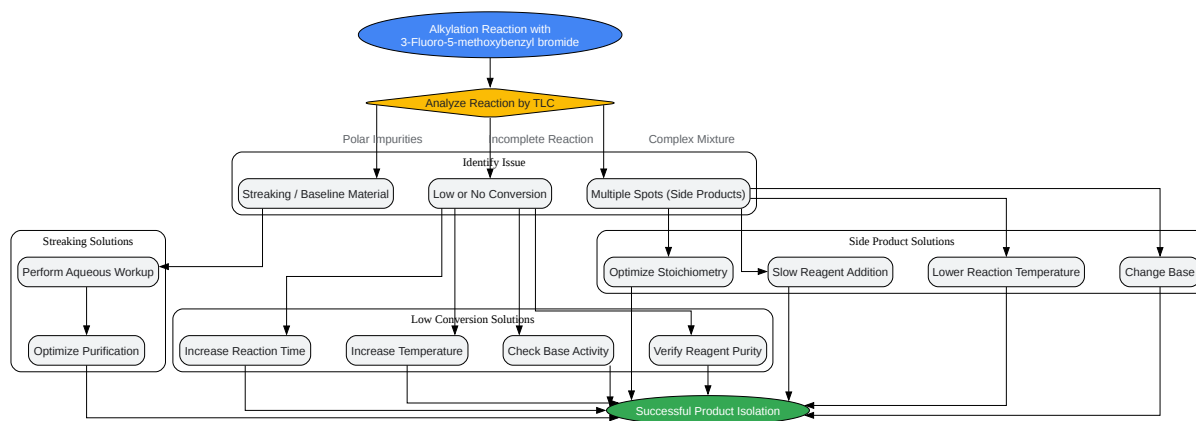 Alkylation Reaction with
3-Fluoro-5-methoxybenzyl bromide
Analyze Reaction by TLC
Polar Impurities
Incomplete Reaction
Complex Mixture
Identify Issue
Streaking / Baseline Material
Low or No Conversion
Multiple Spots (Side Products)
Streaking Solutions
Side Product Solutions
Perform Aqueous Workup
Optimize Stoichiometry
Slow Reagent Addition
Lower Reaction Temperature
Change Base
Low Conversion Solutions
Optimize Purification
Increase Reaction Time
Increase Temperature
Check Base Activity
Verify Reagent Purity
Successful Product Isolation